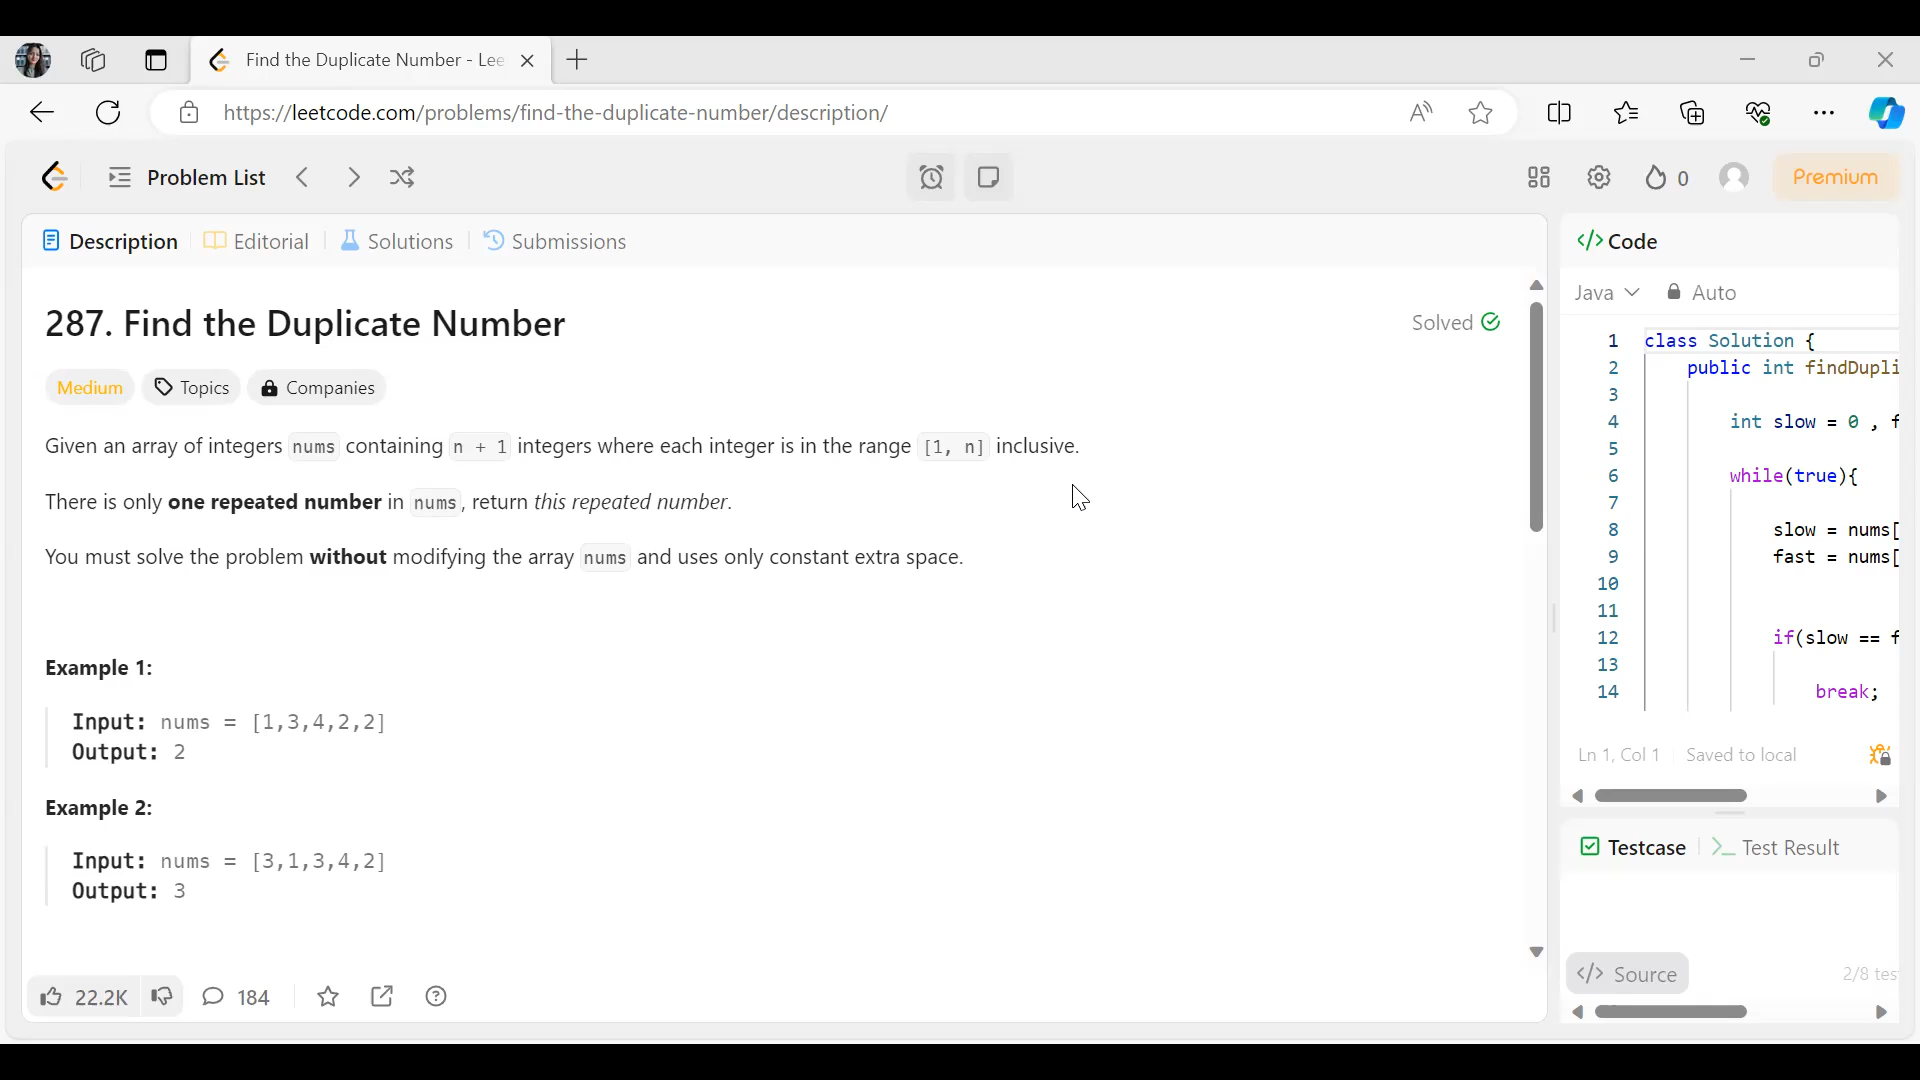 Find the Duplicate Number - Lee
https://leetcode.com/problems/find-the-duplicate-number/description/
Problem List
0
Premium
Description
Editorial
Solutions
Submissions
287. Find the Duplicate Number
Solved
Medium
Topics
Companies
Given an array of integers nums containing n + 1 integers where each integer is in the range [1, n] inclusive.
There is only one repeated number in nums, return this repeated number.
You must solve the problem without modifying the array nums and uses only constant extra space.
Example 1:
Input: nums = [1,3,4,2,2]
Output: 2
Example 2:
Input: nums = [3,1,3,4,2]
Output: 3
22.2K
184
</> Code
Java
Auto
1 class Solution {
2 public int findDupli
3
4 int slow = 0 , f
5
6 while(true){
7
8 slow = nums[
9 fast = nums[
10
11
12 if(slow == f
13
14 break;
Ln 1, Col 1
Saved to local
Testcase
Test Result
</> Source
2/8 tes